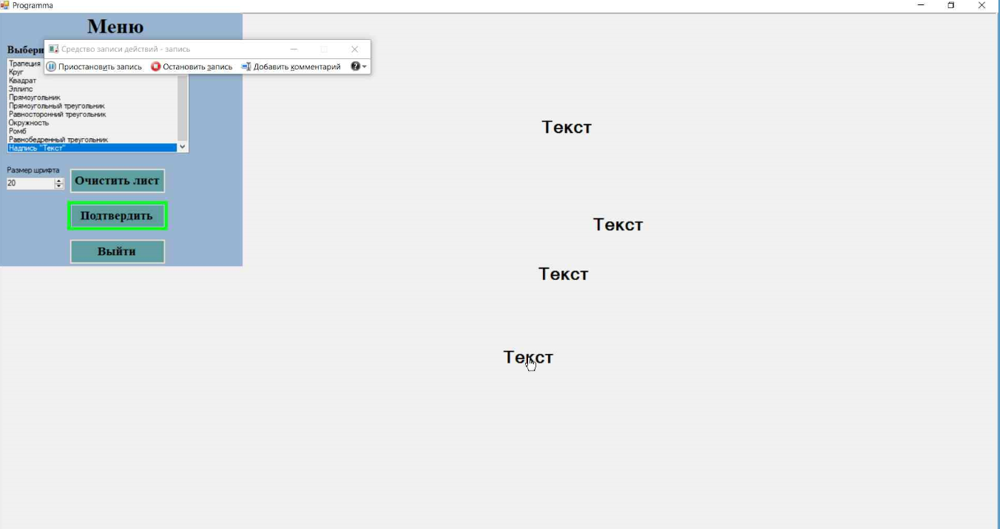 Programma
Меню
Выбери
Средство записи действий - запись
Приостановить запись
Остановить запись
Добавить комментарий
Трапеция
Круг
Квадрат
Эллипс
Прямоугольник
Прямоугольный треугольник
Равносторонний треугольник
Окружность
Ромб
Равнобедренный треугольник
Надпись "Текст"
Размер шрифта
20
Очистить лист
Подтвердить
Выйти
Текст
Текст
Текст
Текст